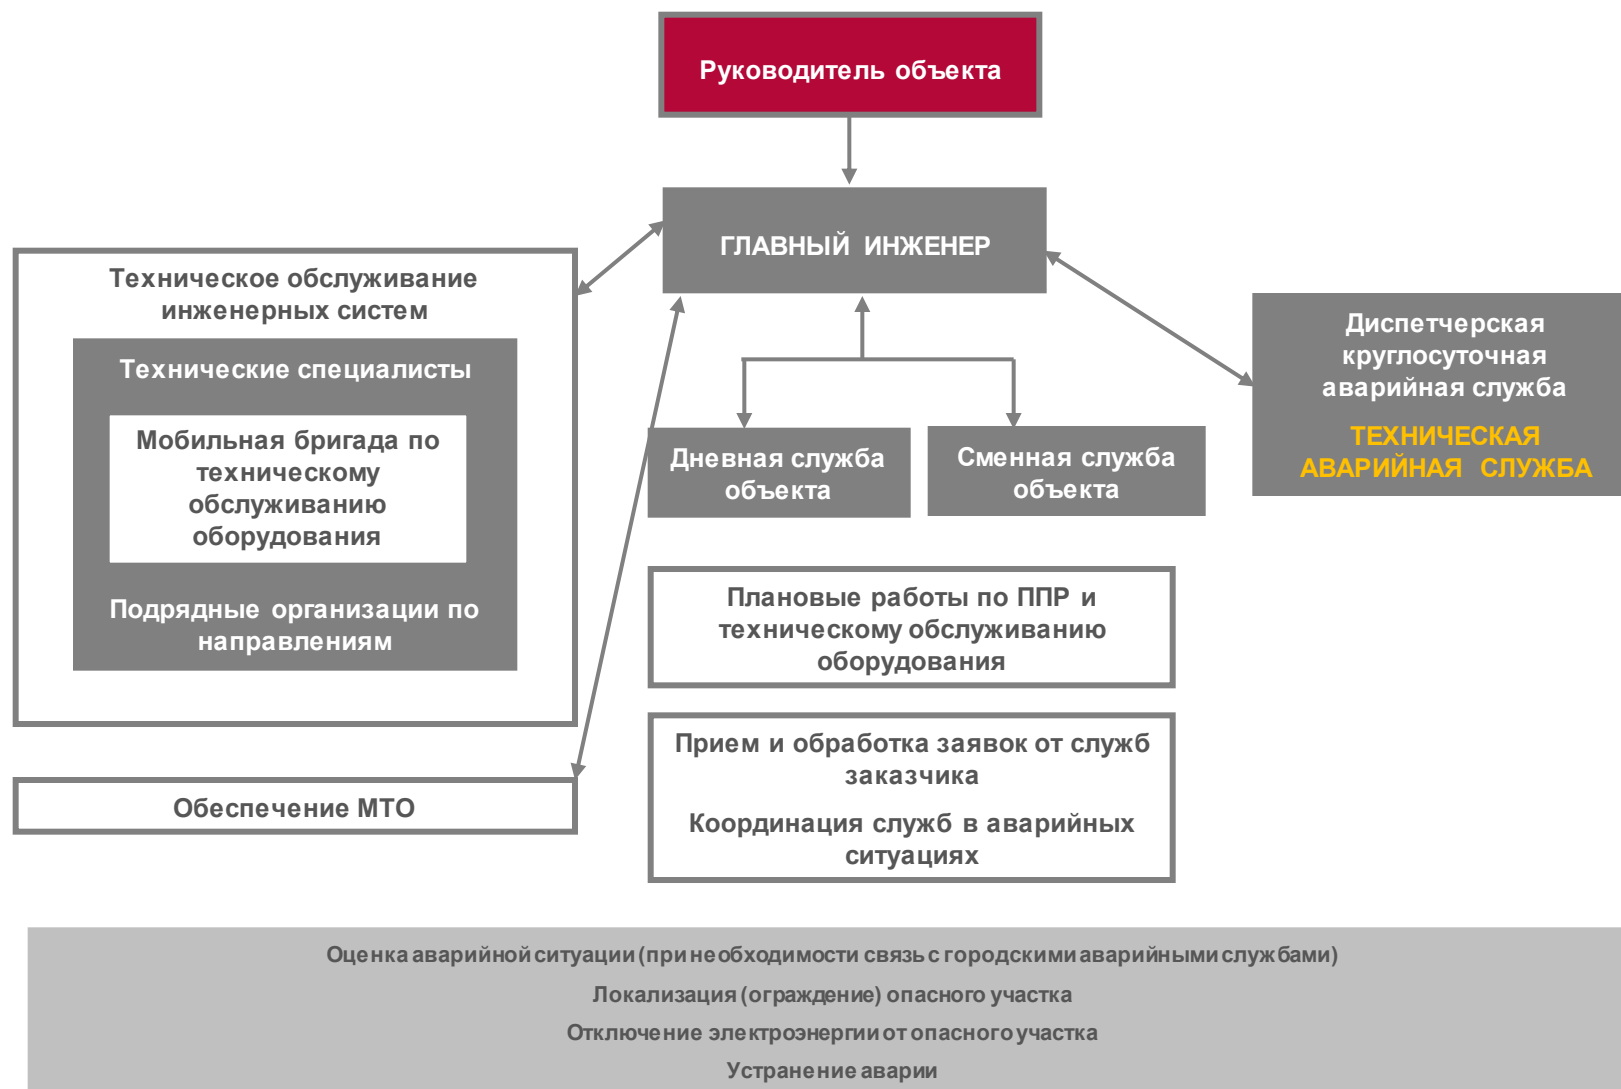 Руководитель объекта
ГЛАВНЫЙ ИНЖЕНЕР
Техническое обслуживание
инженерных систем
Технические специалисты
Мобильная бригада по
техническому
обслуживанию
оборудования
Подрядные организации по
направлениям
Обеспечение МТО
Дневная служба
объекта
Сменная служба
объекта
Диспетчерская
круглосуточная
аварийная служба
ТЕХНИЧЕСКАЯ
АВАРИЙНАЯ СЛУЖБА
Плановые работы по ППР и
техническому обслуживанию
оборудования
Прием и обработка заявок от служб
заказчика
Координация служб в аварийных
ситуациях
Оценка аварийной ситуации (при необходимости связь с городскими аварийными службами)
Локализация (ограждение) опасного участка
Отключение электроэнергии от опасного участка
Устранение аварии